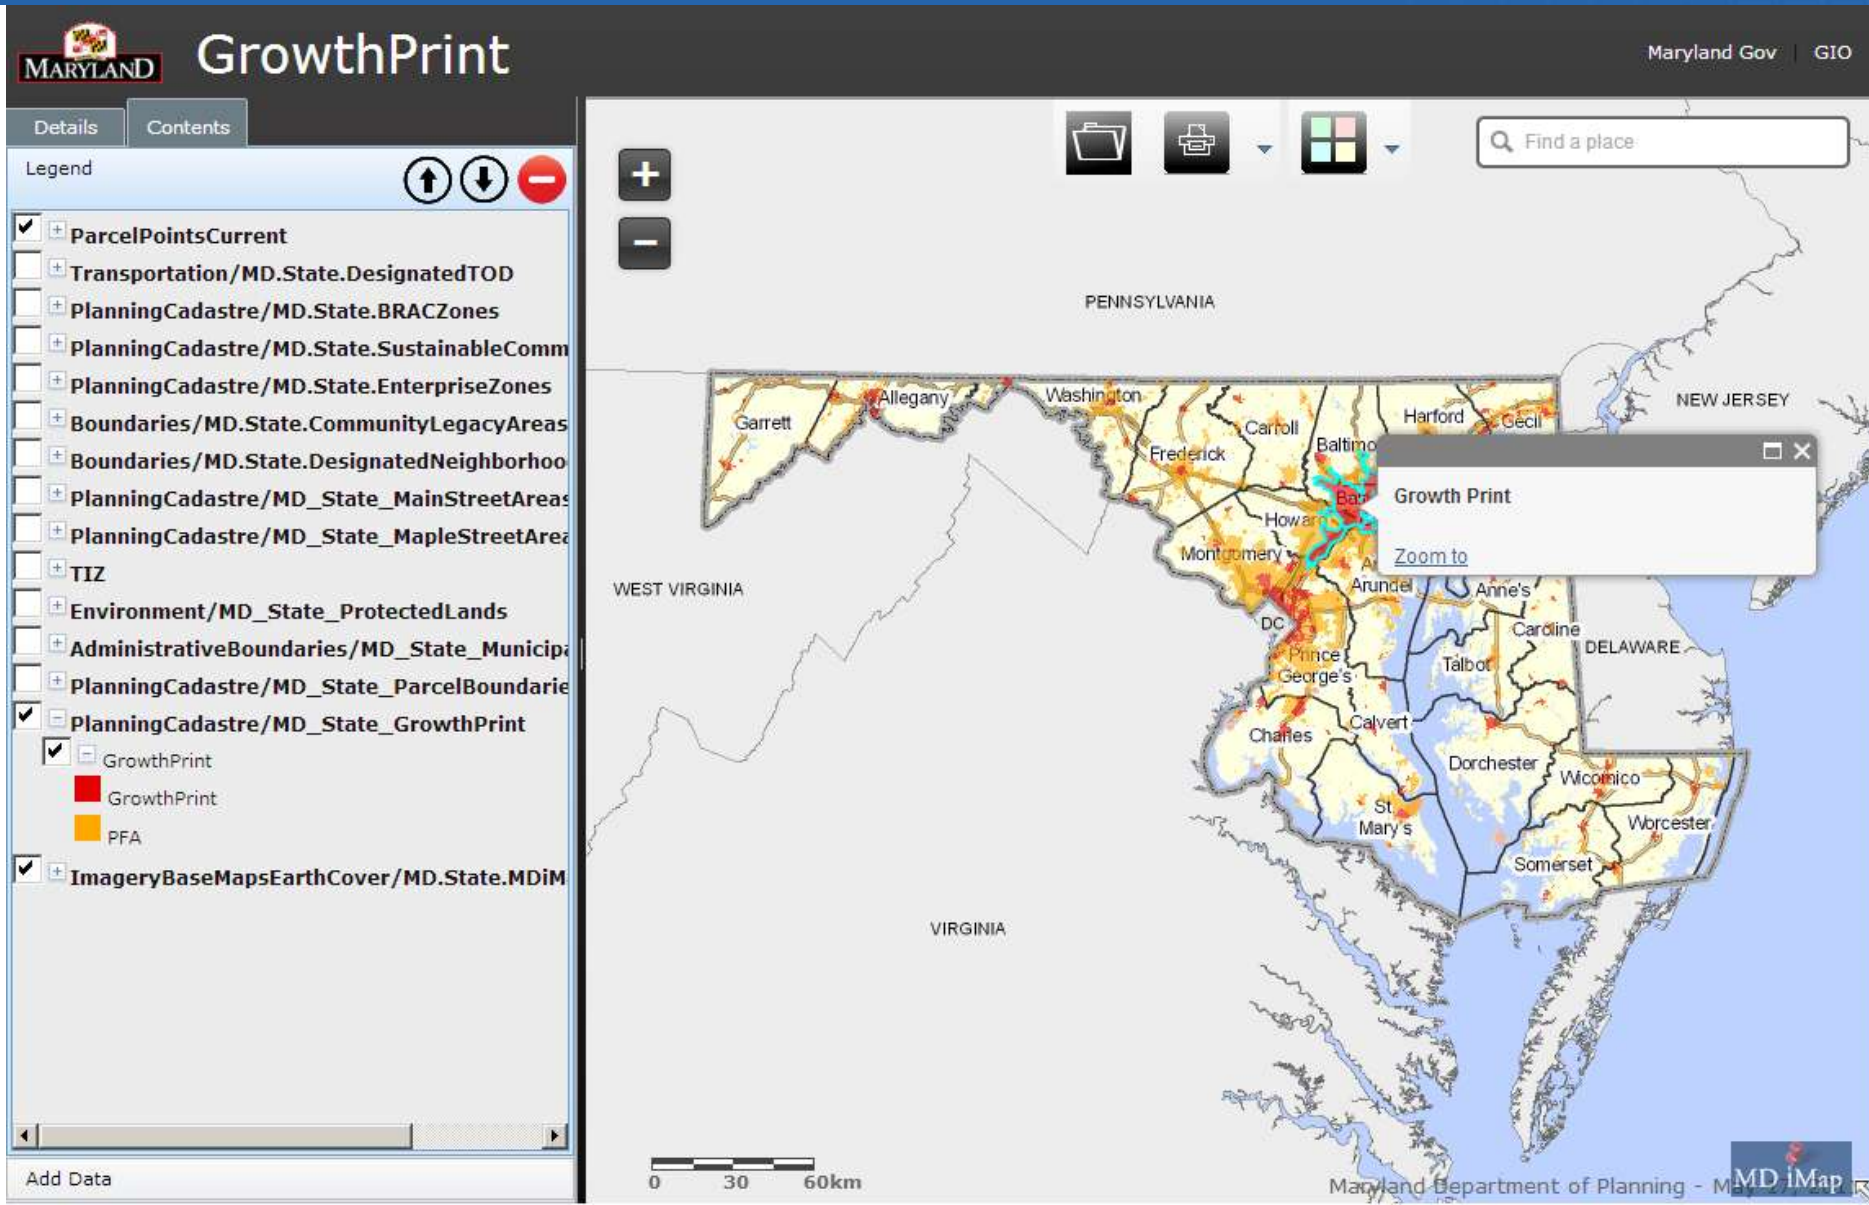 MARYLAND
GrowthPrint
Maryland Gov | GIO
Details
Contents
Legend
ParcelPointsCurrent
Transportation/MD.State.DesignatedTOD
PlanningCadastre/MD.State.BRACZones
PlanningCadastre/MD.State.SustainableComm
PlanningCadastre/MD.State.EnterpriseZones
Boundaries/MD.State.CommunityLegacyAreas
Boundaries/MD.State.DesignatedNeighborhoo
PlanningCadastre/MD_State_MainStreetAreas
PlanningCadastre/MD_State_MapleStreetArea
TIZ
Environment/MD_State_ProtectedLands
AdministrativeBoundaries/MD_State_Municipa
PlanningCadastre/MD_State_ParcelBoundarie
PlanningCadastre/MD_State_GrowthPrint
GrowthPrint
GrowthPrint
PFA
ImageryBaseMapsEarthCover/MD.State.MDiM
Add Data
Find a place
PENNSYLVANIA
NEW JERSEY
Garrett
Allegany
Washington
Frederick
Carroll
Baltimo
Harford
Cecil
Howard
Montgomery
Growth Print
Zoom to
Arundel
Anne's
WEST VIRGINIA
DC
Caroline
DELAWARE
Prince
George's
Talbot
Charles
Calvert
Dorchester
Wicomico
St.
Mary's
Worcester
Somerset
VIRGINIA
0 30 60km
Maryland Department of Planning -
MD iMap